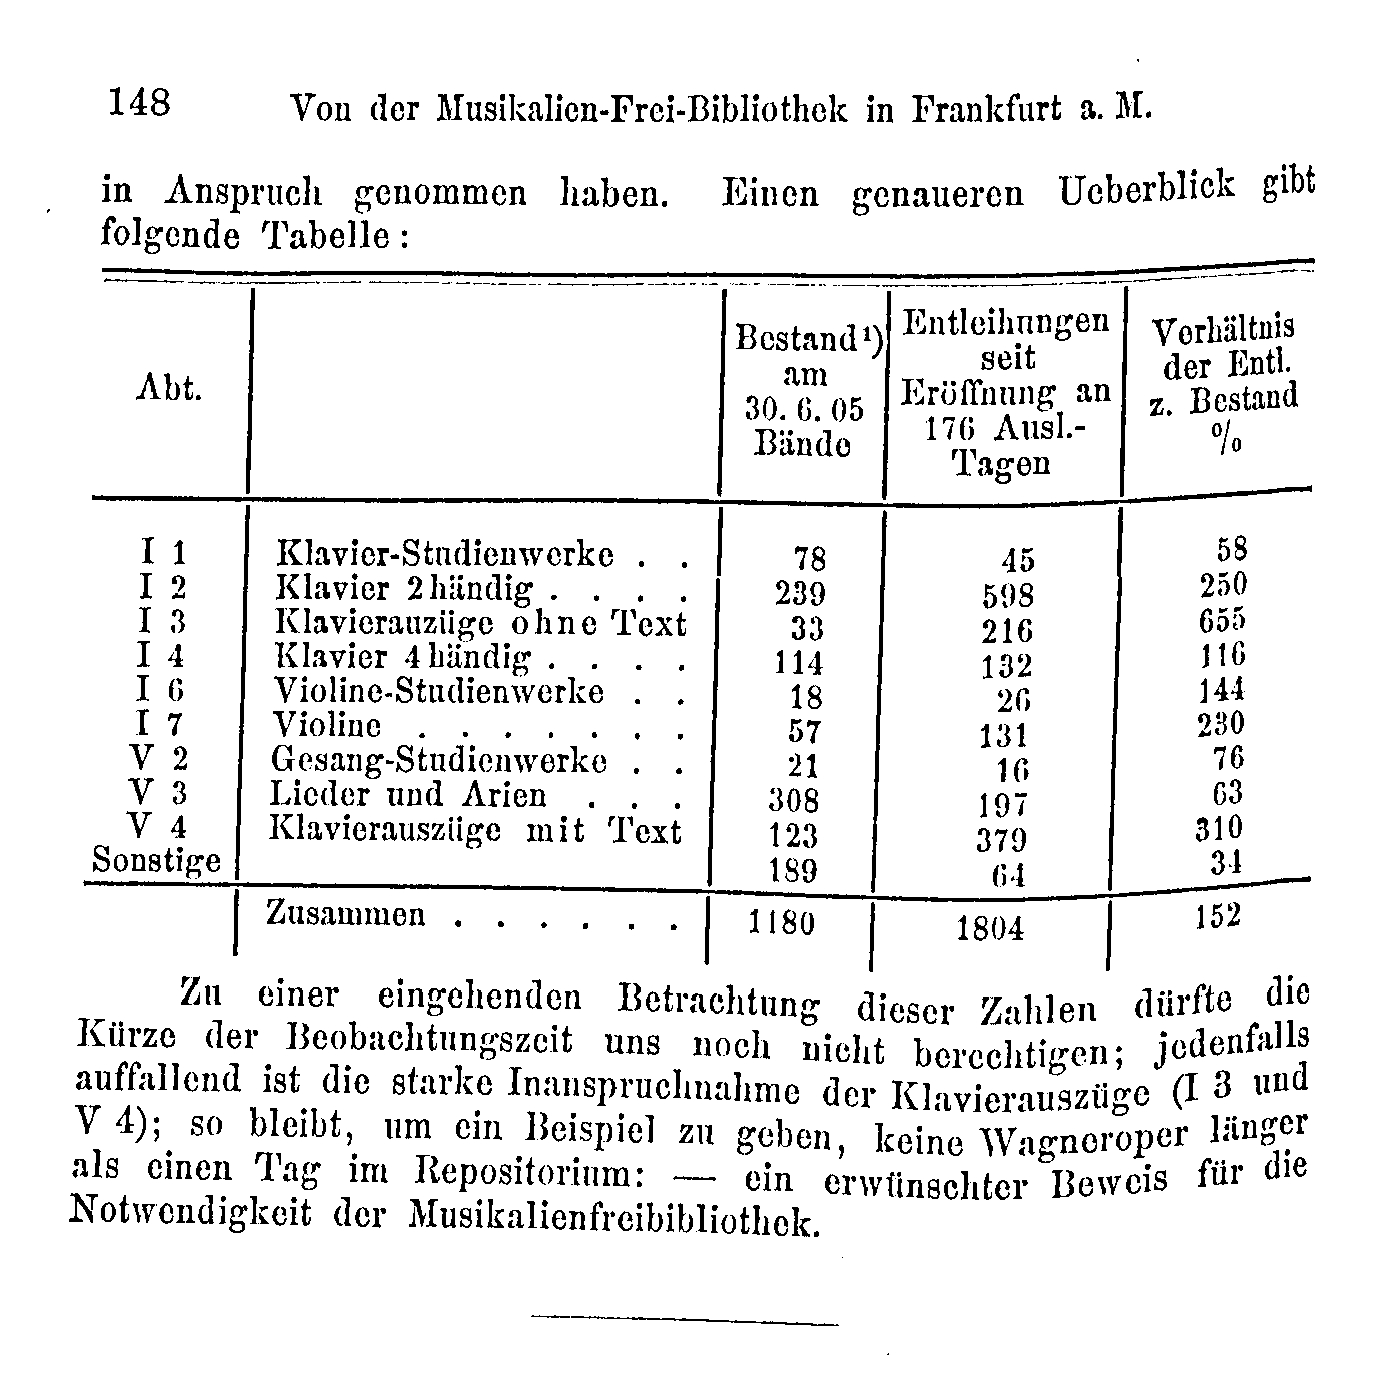 148 Von der Musikalien-Frei-Bibliothek in Frankfurt a. M.
in Anspruch genommen haben. Einen genaueren Ueberblick gibt
folgende Tabelle:
Abt.
Bestand¹)
am
30. 6. 05
Bände
Entleihungen
seit
Eröffnung an
176 Ausl.-
Tagen
Verhältnis
der Entl.
z. Bestand
%
I 1 Klavier-Studienwerke . . 78 45 58
I 2 Klavier 2händig . . . . 239 598 250
I 3 Klavierauzüge ohne Text 33 216 655
I 4 Klavier 4händig . . . . 114 132 116
I 6 Violine-Studienwerke . . 18 26 144
I 7 Violine . . . . . . . 57 131 230
V 2 Gesang-Studienwerke . . 21 16 76
V 3 Lieder und Arien . . . 308 197 63
V 4 Klavierauszüge mit Text 123 379 310
Sonstige 189 64 34
Zusammen . . . . . . 1180 1804 152
Zu einer eingehenden Betrachtung dieser Zahlen dürfte die
Kürze der Beobachtungszeit uns noch nicht berechtigen; jedenfalls
auffallend ist die starke Inanspruchnahme der Klavierauszüge (I 3 und
V 4); so bleibt, um ein Beispiel zu geben, keine Wagneroper länger
als einen Tag im Repositorium: — ein erwünschter Beweis für die
Notwendigkeit der Musikalienfreibibliothek.